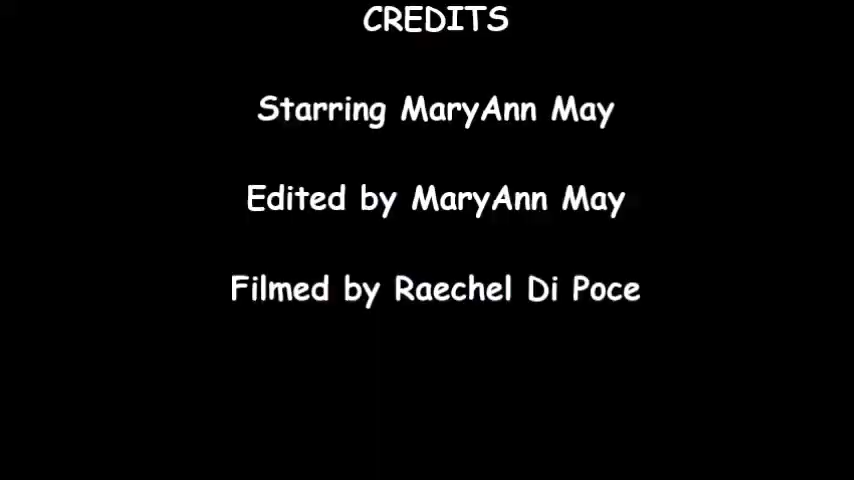 CREDITS
Starring MaryAnn May
Edited by MaryAnn May
Filmed by Raechel Di Poce